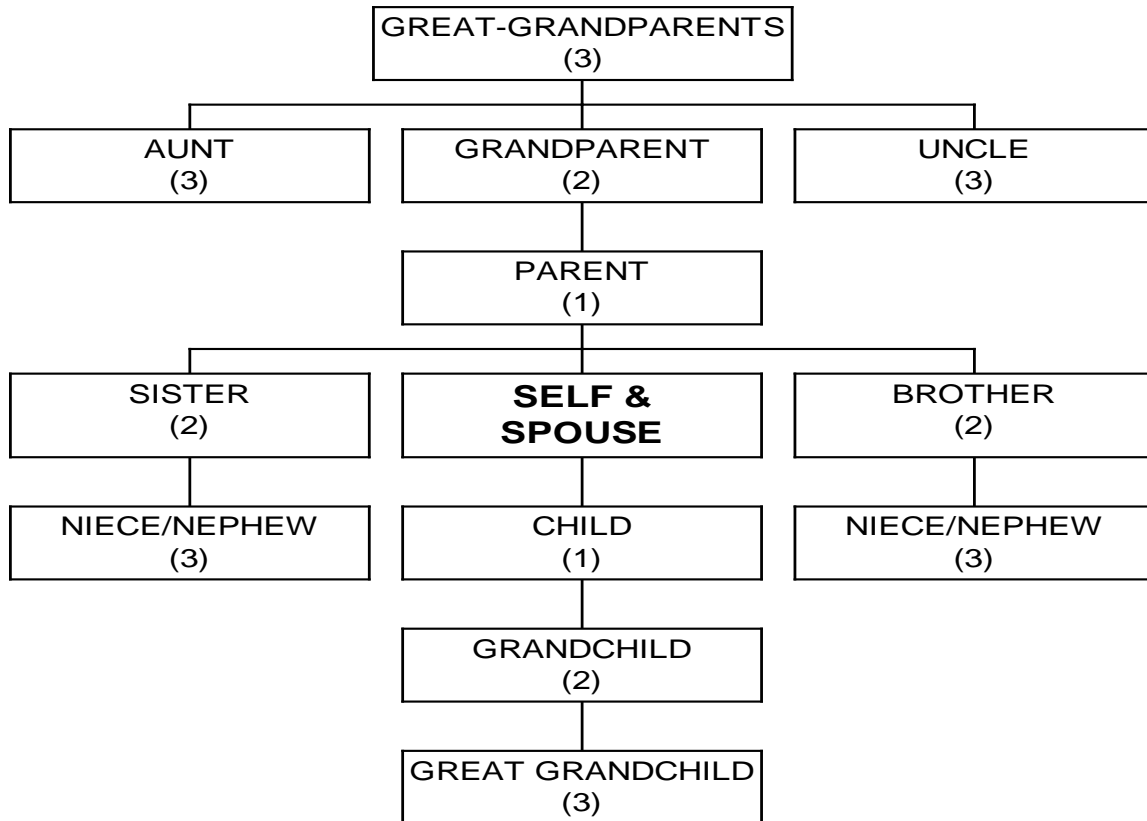 GREAT-GRANDPARENTS
(3)
AUNT
(3)
GRANDPARENT
(2)
UNCLE
(3)
PARENT
(1)
SISTER
(2)
SELF &
SPOUSE
BROTHER
(2)
NIECE/NEPHEW
(3)
CHILD
(1)
NIECE/NEPHEW
(3)
GRANDCHILD
(2)
GREAT GRANDCHILD
(3)